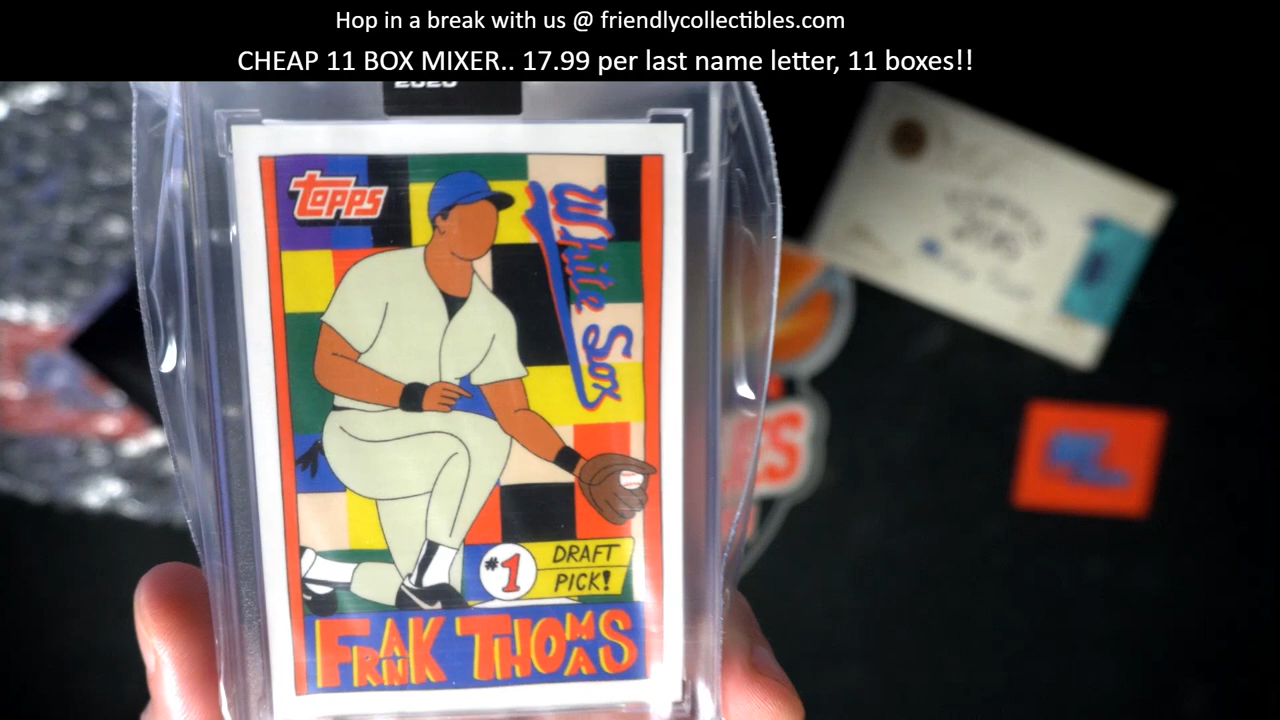 Hop in a break with us @ friendlycollectibles.com
CHEAP 11 BOX MIXER.. 17.99 per last name letter, 11 boxes!!
2020
TOPPS
White Sox
#1 DRAFT
PICK!
FRANK THOMAS